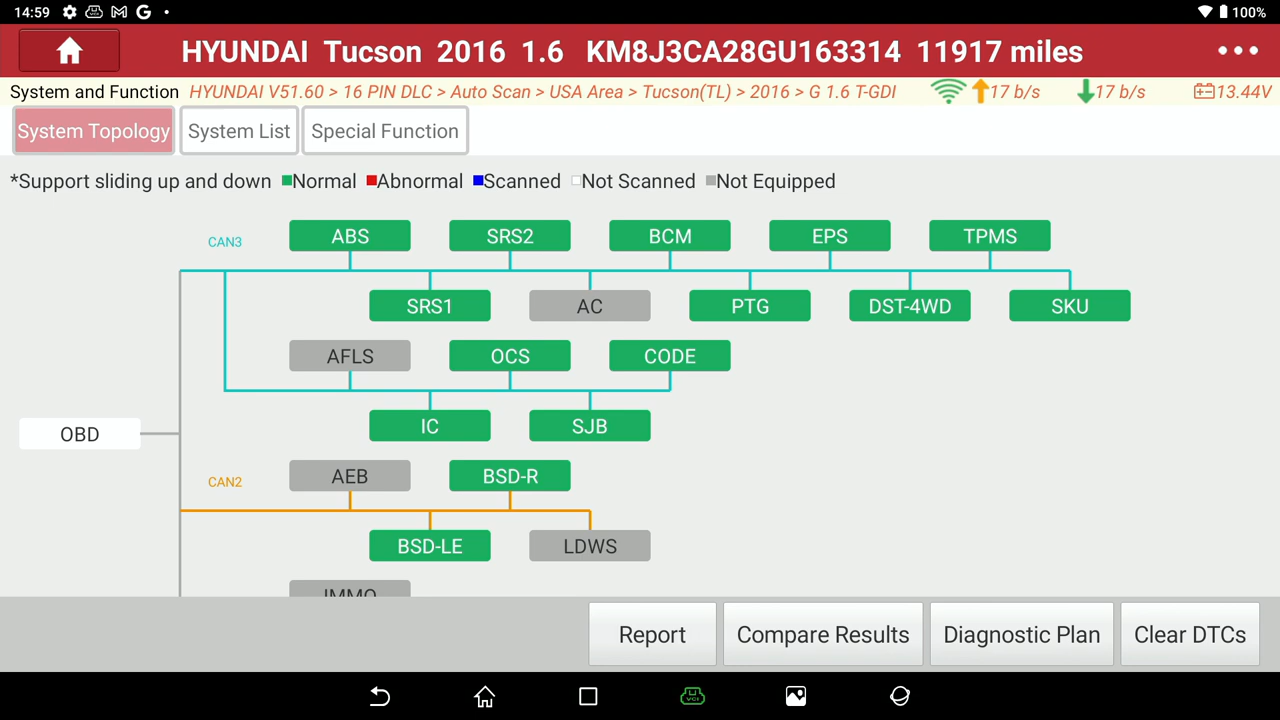 14:59 100%
HYUNDAI Tucson 2016 1.6 KM8J3CA28GU163314 11917 miles
System and Function HYUNDAI V51.60 > 16 PIN DLC > Auto Scan > USA Area > Tucson(TL) > 2016 > G 1.6 T-GDI 17 b/s 17 b/s 13.44V
System Topology System List Special Function
*Support sliding up and down Normal Abnormal Scanned Not Scanned Not Equipped
CAN3 ABS SRS2 BCM EPS TPMS
SRS1 AC PTG DST-4WD SKU
AFLS OCS CODE
IC SJB
OBD
CAN2 AEB BSD-R
BSD-LE LDWS
IMMO
Report Compare Results Diagnostic Plan Clear DTCs
VCI